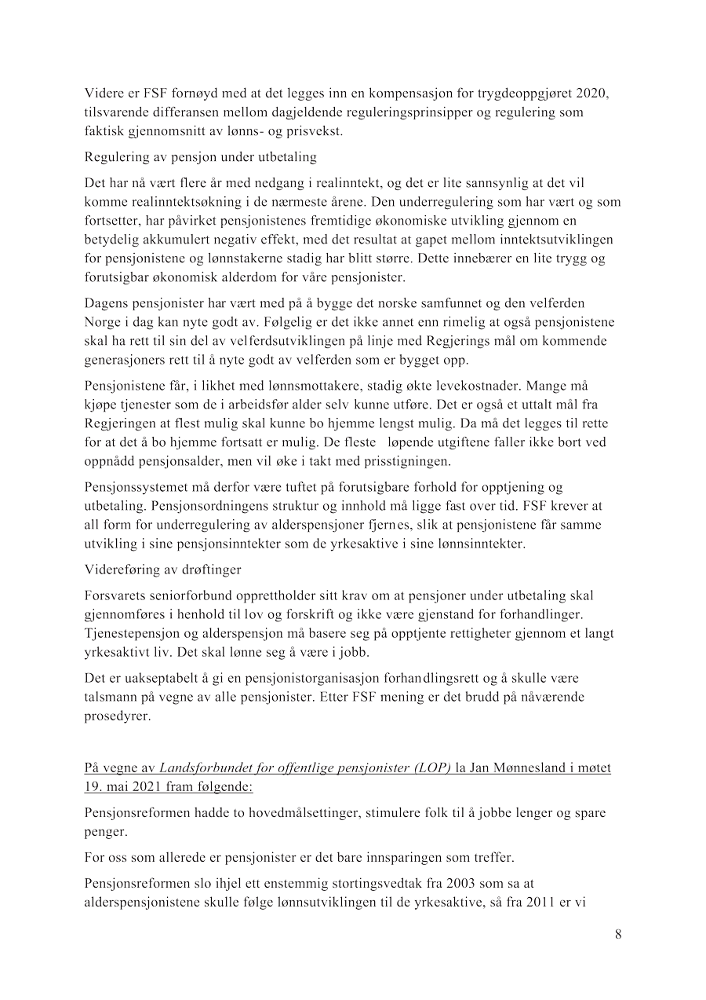 Videre er FSF fornøyd med at det legges inn en kompensasjon for trygdeoppgjøret 2020,
tilsvarende differansen mellom dagjeldende reguleringsprinsipper og regulering som
faktisk gjennomsnitt av lønns- og prisvekst.
Regulering av pensjon under utbetaling
Det har nå vært flere år med nedgang i realinntekt, og det er lite sannsynlig at det vil
komme realinntektsøkning i de nærmeste årene. Den underregulering som har vært og som
fortsetter, har påvirket pensjonistenes fremtidige økonomiske utvikling gjennom en
betydelig akkumulert negativ effekt, med det resultat at gapet mellom inntektsutviklingen
for pensjonistene og lønnstakerne stadig har blitt større. Dette innebærer en lite trygg og
forutsigbar økonomisk alderdom for våre pensjonister.
Dagens pensjonister har vært med på å bygge det norske samfunnet og den velferden
Norge i dag kan nyte godt av. Følgelig er det ikke annet enn rimelig at også pensjonistene
skal ha rett til sin del av velferdsutviklingen på linje med Regjerings mål om kommende
generasjoners rett til å nyte godt av velferden som er bygget opp.
Pensjonistene får, i likhet med lønnsmottakere, stadig økte levekostnader. Mange må
kjøpe tjenester som de i arbeidsfør alder selv kunne utføre. Det er også et uttalt mål fra
Regjeringen at flest mulig skal kunne bo hjemme lengst mulig. Da må det legges til rette
for at det å bo hjemme fortsatt er mulig. De fleste løpende utgiftene faller ikke bort ved
oppnådd pensjonsalder, men vil øke i takt med prisstigningen.
Pensjonssystemet må derfor være tuftet på forutsigbare forhold for opptjening og
utbetaling. Pensjonsordningens struktur og innhold må ligge fast over tid. FSF krever at
all form for underregulering av alderspensjoner fjernes, slik at pensjonistene får samme
utvikling i sine pensjonsinntekter som de yrkesaktive i sine lønnsinntekter.
Videreføring av drøftinger
Forsvarets seniorforbund opprettholder sitt krav om at pensjoner under utbetaling skal
gjennomføres i henhold til lov og forskrift og ikke være gjenstand for forhandlinger.
Tjenestepensjon og alderspensjon må basere seg på opptjente rettigheter gjennom et langt
yrkesaktivt liv. Det skal lønne seg å være i jobb.
Det er uakseptabelt å gi en pensjonistorganisasjon forhandlingsrett og å skulle være
talsmann på vegne av alle pensjonister. Etter FSF mening er det brudd på nåværende
prosedyrer.
På vegne av Landsforbundet for offentlige pensjonister (LOP) la Jan Mønnesland i møtet
19. mai 2021 fram følgende:
Pensjonsreformen hadde to hovedmålsettinger, stimulere folk til å jobbe lenger og spare
penger.
For oss som allerede er pensjonister er det bare innsparingen som treffer.
Pensjonsreformen slo ihjel ett enstemmig stortingsvedtak fra 2003 som sa at
alderspensjonistene skulle følge lønnsutviklingen til de yrkesaktive, så fra 2011 er vi
8